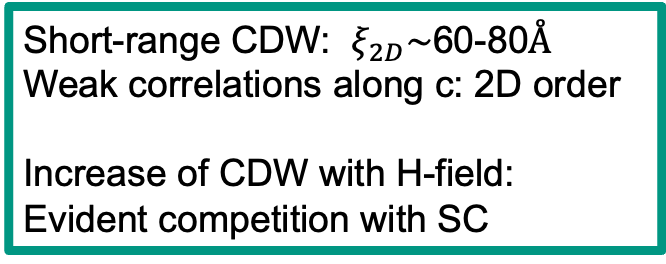 Short-range CDW: ξ2D~60-80Å
Weak correlations along c: 2D order
Increase of CDW with H-field:
Evident competition with SC